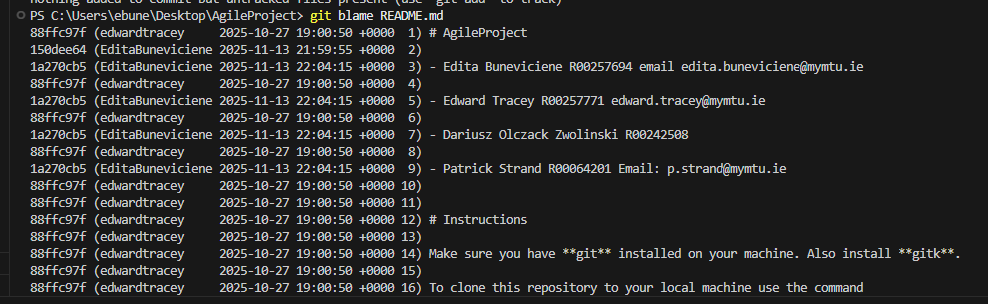 nothing added to commit but untracked files present (use "git add" to track)
PS C:\Users\ebune\Desktop\AgileProject> git blame README.md
88ffc97f (edwardtracey     2025-10-27 19:00:50 +0000  1) # AgileProject
150dee64 (EditaBuneviciene 2025-11-13 21:59:55 +0000  2)
1a270cb5 (EditaBuneviciene 2025-11-13 22:04:15 +0000  3) - Edita Buneviciene R00257694 email edita.buneviciene@mymtu.ie
88ffc97f (edwardtracey     2025-10-27 19:00:50 +0000  4)
1a270cb5 (EditaBuneviciene 2025-11-13 22:04:15 +0000  5) - Edward Tracey R00257771 edward.tracey@mymtu.ie
88ffc97f (edwardtracey     2025-10-27 19:00:50 +0000  6)
1a270cb5 (EditaBuneviciene 2025-11-13 22:04:15 +0000  7) - Dariusz Olczack Zwolinski R00242508
88ffc97f (edwardtracey     2025-10-27 19:00:50 +0000  8)
1a270cb5 (EditaBuneviciene 2025-11-13 22:04:15 +0000  9) - Patrick Strand R00064201 Email: p.strand@mymtu.ie
88ffc97f (edwardtracey     2025-10-27 19:00:50 +0000 10)
88ffc97f (edwardtracey     2025-10-27 19:00:50 +0000 11)
88ffc97f (edwardtracey     2025-10-27 19:00:50 +0000 12) # Instructions
88ffc97f (edwardtracey     2025-10-27 19:00:50 +0000 13)
88ffc97f (edwardtracey     2025-10-27 19:00:50 +0000 14) Make sure you have **git** installed on your machine. Also install **gitk**.
88ffc97f (edwardtracey     2025-10-27 19:00:50 +0000 15)
88ffc97f (edwardtracey     2025-10-27 19:00:50 +0000 16) To clone this repository to your local machine use the command